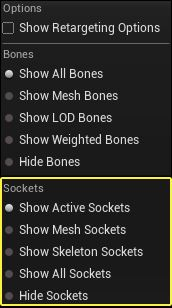 Options
Show Retargeting Options
Bones
Show All Bones
Show Mesh Bones
Show LOD Bones
Show Weighted Bones
Hide Bones
Sockets
Show Active Sockets
Show Mesh Sockets
Show Skeleton Sockets
Show All Sockets
Hide Sockets